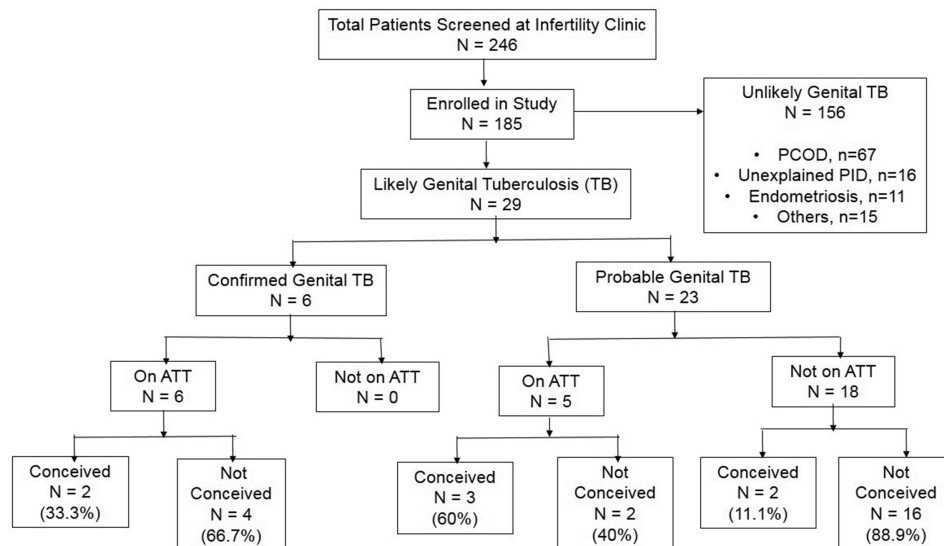 Total Patients Screened at Infertility Clinic
N = 246
Enrolled in Study
N = 185
Unlikely Genital TB
N = 156
• PCOD, n=67
• Unexplained PID, n=16
• Endometriosis, n=11
• Others, n=15
Likely Genital Tuberculosis (TB)
N = 29
Confirmed Genital TB
N = 6
Probable Genital TB
N = 23
On ATT
N = 6
Not on ATT
N = 0
On ATT
N = 5
Not on ATT
N = 18
Conceived
N = 2
(33.3%)
Not
Conceived
N = 4
(66.7%)
Conceived
N = 3
(60%)
Not
Conceived
N = 2
(40%)
Conceived
N = 2
(11.1%)
Not
Conceived
N = 16
(88.9%)